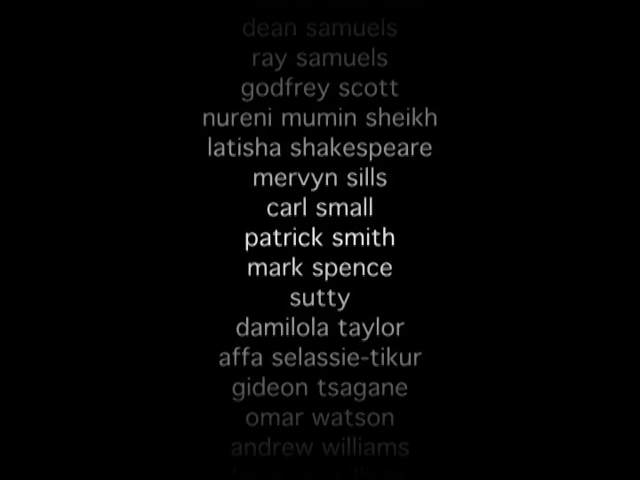 dean samuels
ray samuels
godfrey scott
nureni mumin sheikh
latisha shakespeare
mervyn sills
carl small
patrick smith
mark spence
sutty
damilola taylor
affa selassie-tikur
gideon tsagane
omar watson
andrew williams